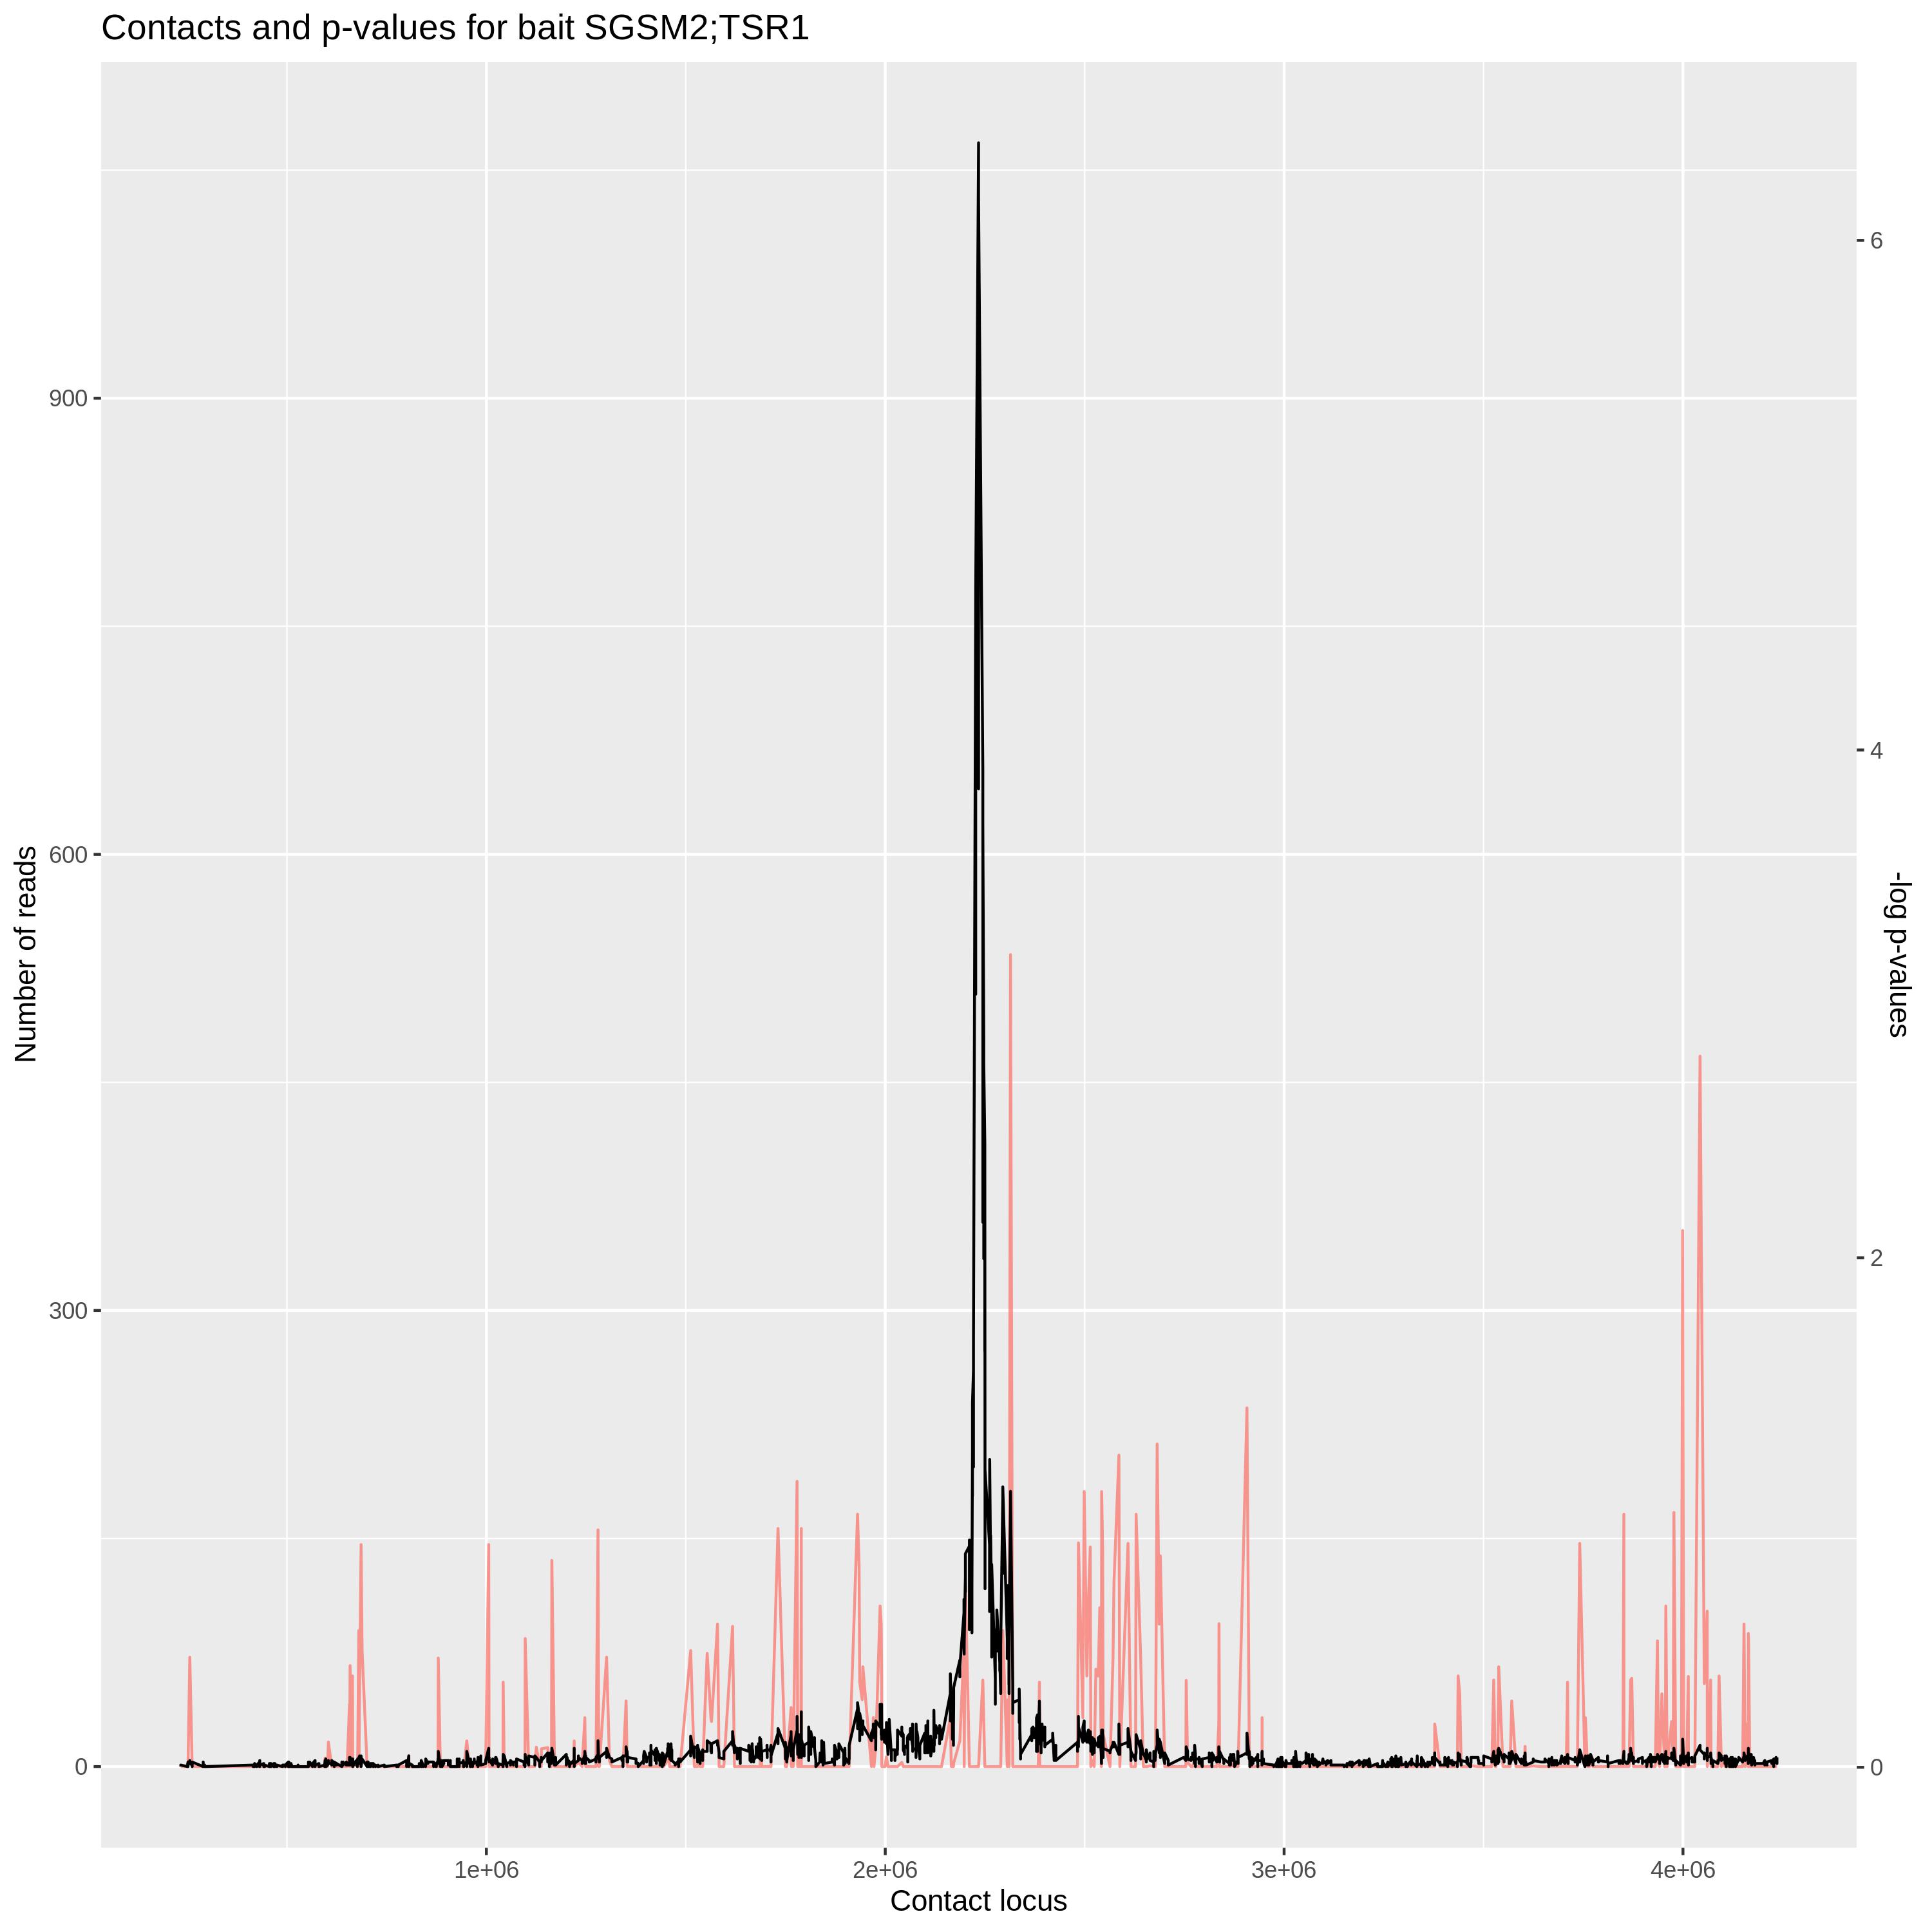 Contacts and p-values for bait SGSM2;TSR1
Number of reads
900
600
300
0
6
4
2
0
-log p-values
1e+06
2e+06
3e+06
4e+06
Contact locus